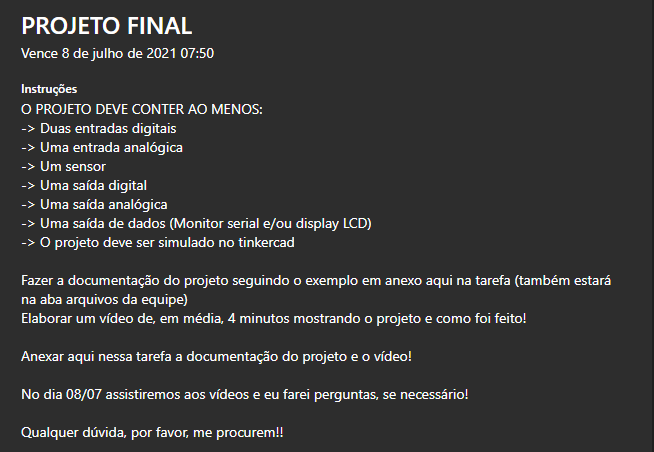 PROJETO FINAL
Vence 8 de julho de 2021 07:50
Instruções
O PROJETO DEVE CONTER AO MENOS:
-> Duas entradas digitais
-> Uma entrada analógica
-> Um sensor
-> Uma saída digital
-> Uma saída analógica
-> Uma saída de dados (Monitor serial e/ou display LCD)
-> O projeto deve ser simulado no tinkercad
Fazer a documentação do projeto seguindo o exemplo em anexo aqui na tarefa (também estará
na aba arquivos da equipe)
Elaborar um vídeo de, em média, 4 minutos mostrando o projeto e como foi feito!
Anexar aqui nessa tarefa a documentação do projeto e o vídeo!
No dia 08/07 assistiremos aos vídeos e eu farei perguntas, se necessário!
Qualquer dúvida, por favor, me procurem!!